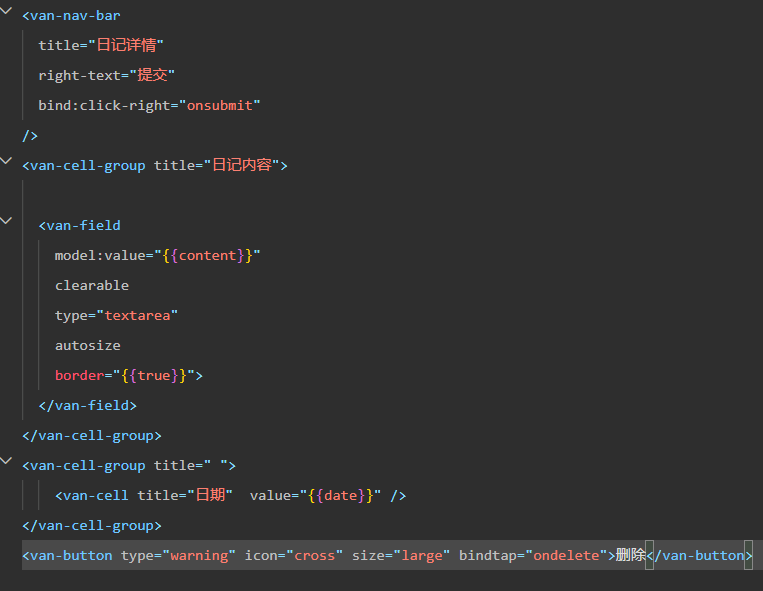 <van-nav-bar
title="日记详情"
right-text="提交"
bind:click-right="onsubmit"
/>
<van-cell-group title="日记内容">
<van-field
model:value="{{content}}"
clearable
type="textarea"
autosize
border="{{true}}">
</van-field>
</van-cell-group>
<van-cell-group title=" ">
<van-cell title="日期"  value="{{date}}" />
</van-cell-group>
<van-button type="warning" icon="cross" size="large" bindtap="ondelete">删除</van-button>